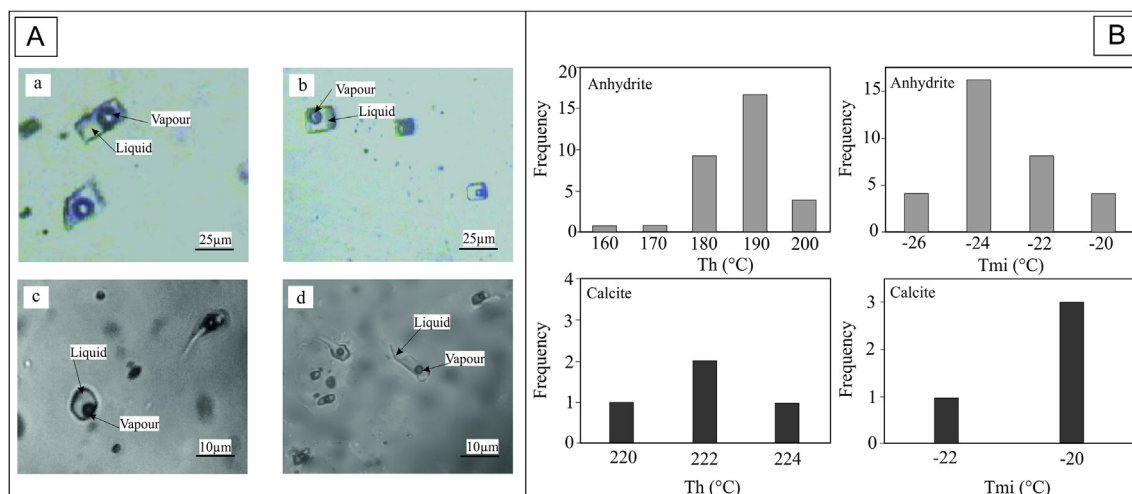 A
a
Vapour
Liquid
25µm
b
Vapour
Liquid
25µm
c
Liquid
Vapour
10µm
d
Liquid
Vapour
10µm
B
Anhydrite
Frequency
20
15
10
5
0
160 170 180 190 200
Th (°C)
Anhydrite
Frequency
15
10
5
0
-26 -24 -22 -20
Tmi (°C)
Calcite
Frequency
4
3
2
1
0
220 222 224
Th (°C)
Calcite
Frequency
3
2
1
0
-22 -20
Tmi (°C)